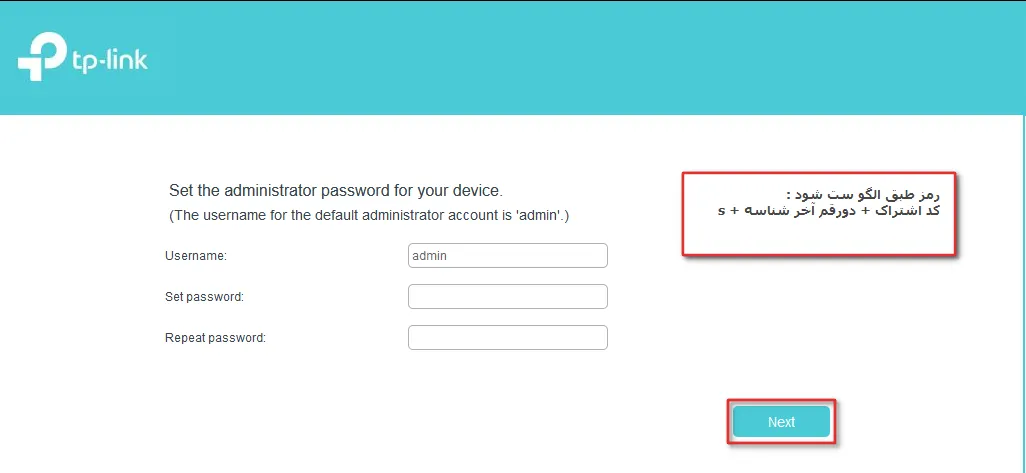 tp-link
Set the administrator password for your device.
(The username for the default administrator account is 'admin'.)
رمز طبق الگو ست شود :
کد اشتراک + دورقم آخر شناسه + s
Username:
admin
Set password:
Repeat password:
Next